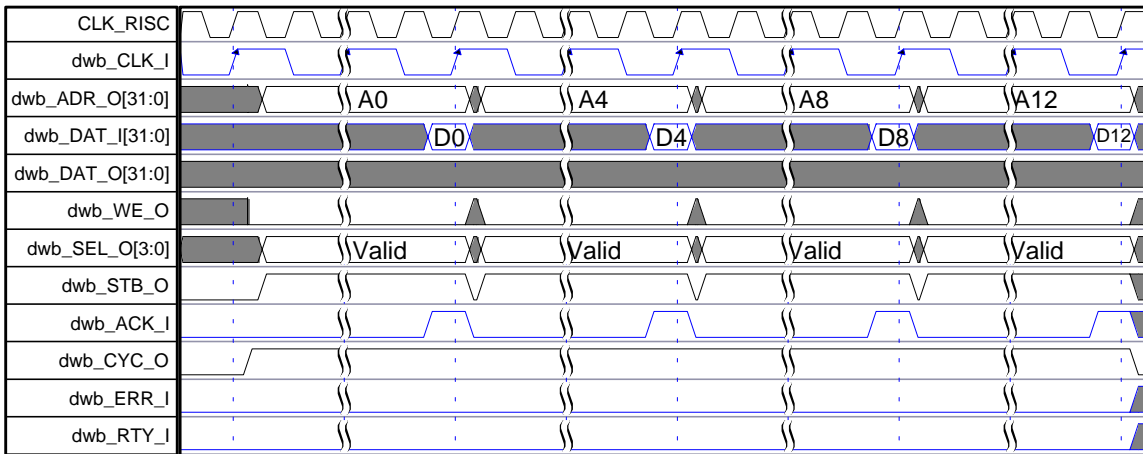 CLK_RISC
dwb_CLK_I
dwb_ADR_O[31:0] A0 A4 A8 A12
dwb_DAT_I[31:0] D0 D4 D8 D12
dwb_DAT_O[31:0]
dwb_WE_O
dwb_SEL_O[3:0] Valid Valid Valid Valid
dwb_STB_O
dwb_ACK_I
dwb_CYC_O
dwb_ERR_I
dwb_RTY_I